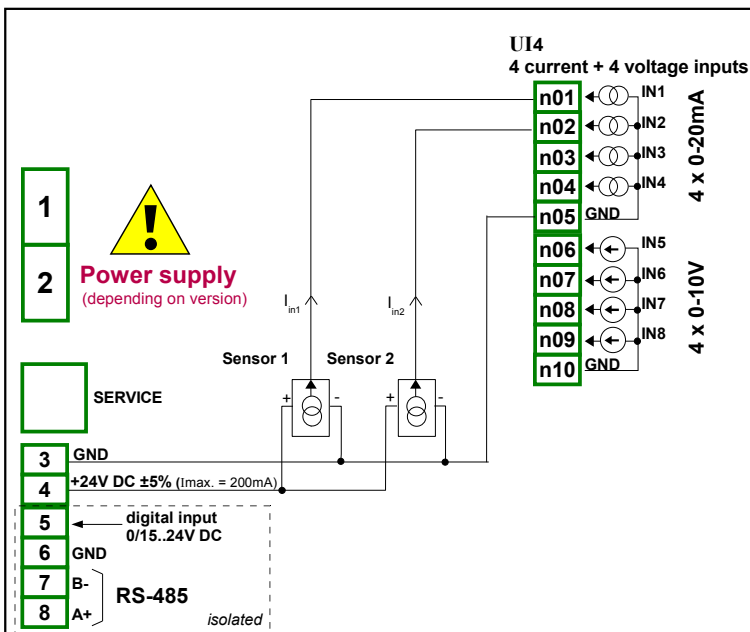 UI4
4 current + 4 voltage inputs
n01
IN1
n02
IN2
n03
IN3
n04
IN4
n05
GND
4 x 0-20mA
n06
IN5
n07
IN6
n08
IN7
n09
IN8
n10
GND
4 x 0-10V
1
2
!
Power supply
(depending on version)
Iin1
Iin2
Sensor 1
Sensor 2
+
-
+
-
SERVICE
3
GND
4
+24V DC ±5% (Imax. = 200mA)
5
digital input
0/15..24V DC
6
GND
7
B-
8
A+
RS-485
isolated